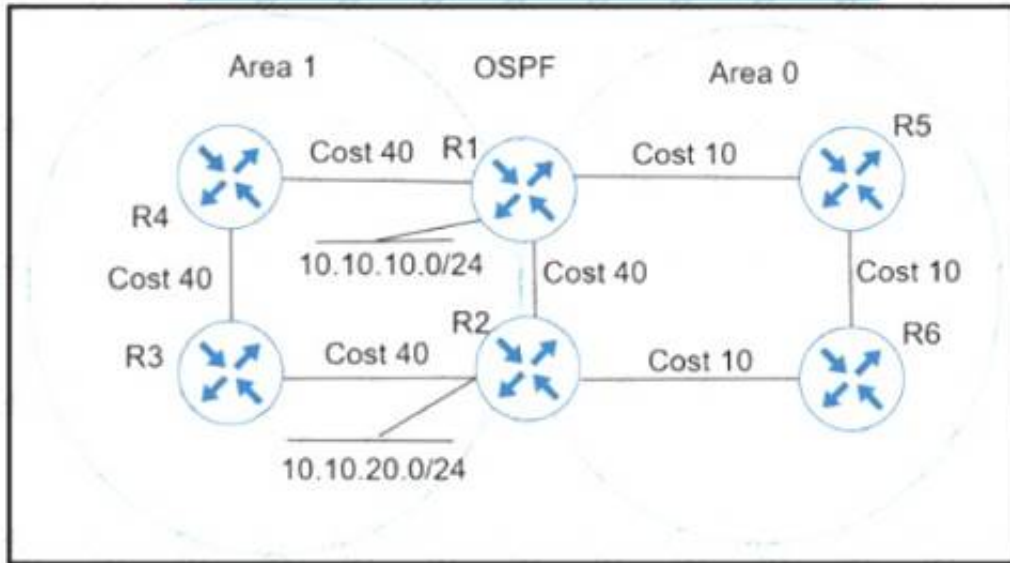 Area 1 OSPF Area 0
R5
Cost 40 R1 Cost 10
R4
10.10.10.0/24
Cost 40 Cost 40 Cost 10
R2
R3 Cost 40 Cost 10 R6
10.10.20.0/24